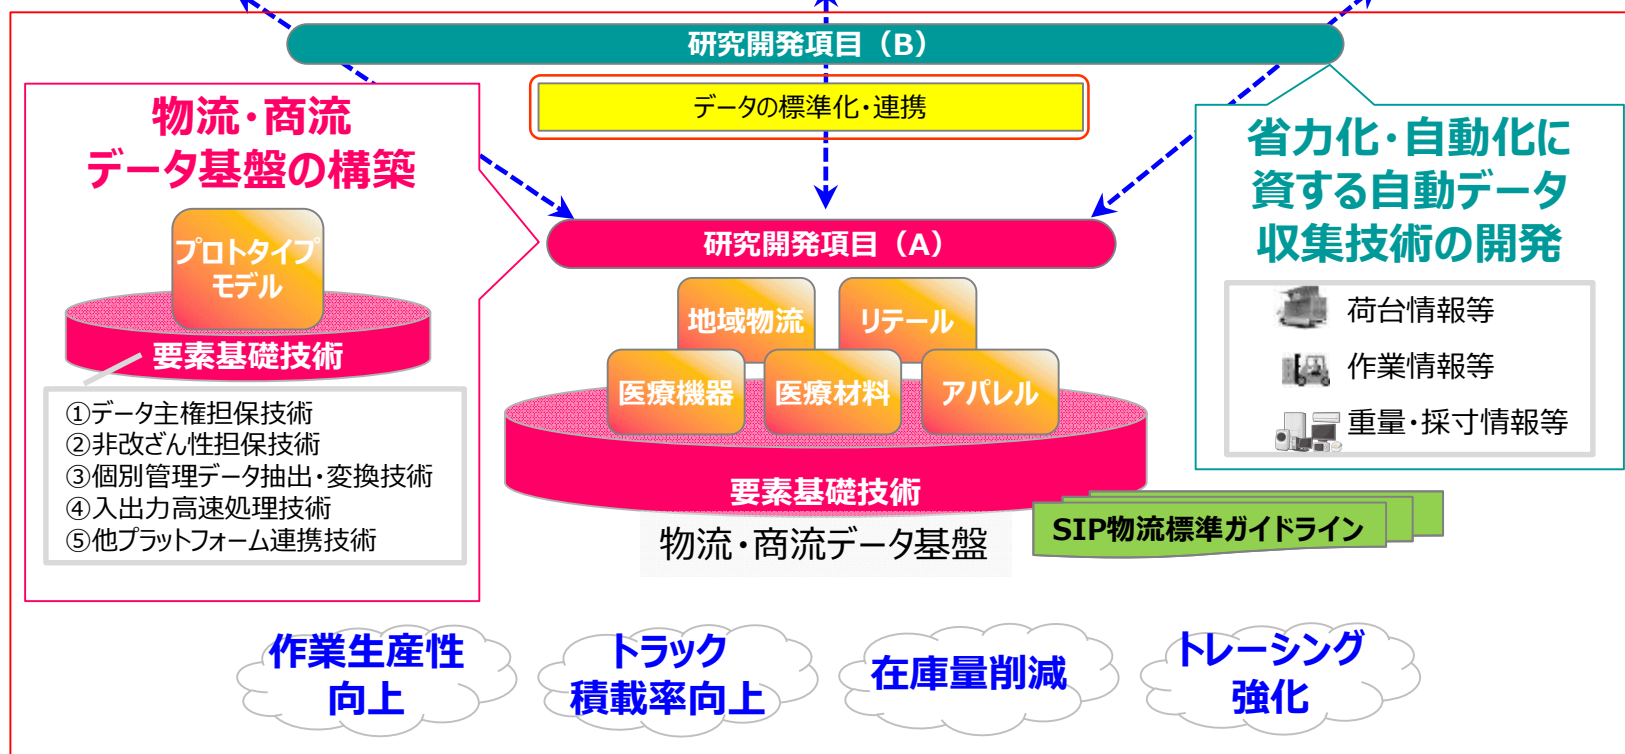 研究開発項目（B）
データの標準化・連携
物流・商流
データ基盤の構築
プロトタイプ
モデル
要素基礎技術
①データ主権担保技術
②非改ざん性担保技術
③個別管理データ抽出・変換技術
④入出力高速処理技術
⑤他プラットフォーム連携技術
研究開発項目（A）
地域物流
リテール
医療機器
医療材料
アパレル
要素基礎技術
物流・商流データ基盤
SIP物流標準ガイドライン
省力化・自動化に
資する自動データ
収集技術の開発
荷台情報等
作業情報等
重量・採寸情報等
作業生産性
向上
トラック
積載率向上
在庫量削減
トレーシング
強化